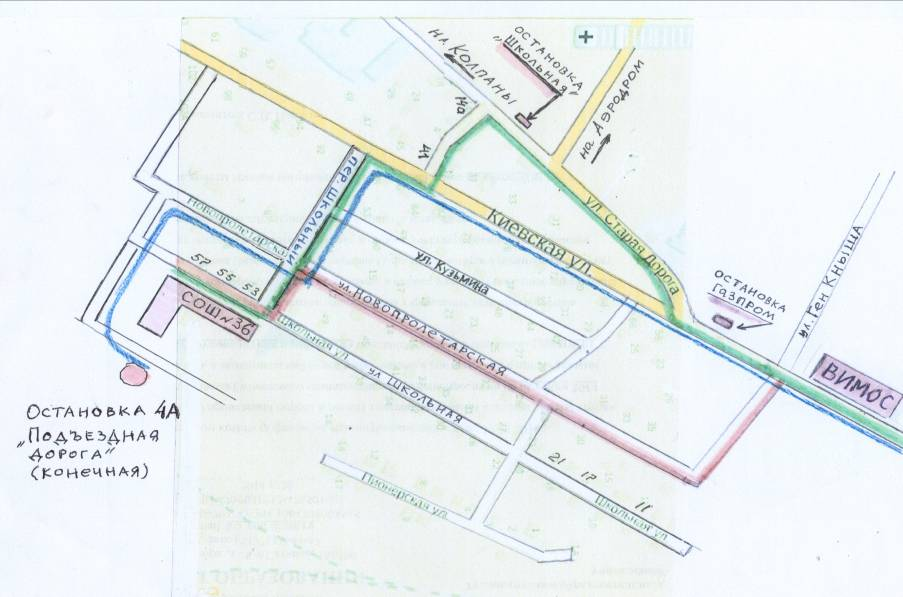 ОСТАНОВКА
„ШКОЛЬНАЯ"
НА КОЛПАНЫ
НА АЭРОДРОМ
14а
41
пер. Школьный
Новопролетарская
Киевская ул.
ул Старая Дорога
ул. Кузьмина
ул. Новопролетарская
57 55 53
СОШ №36
Школьная ул
ул. Школьная
ОСТАНОВКА
ГАЗПРОМ
ул. Ген Кныша
ВИМОС
ОСТАНОВКА 4А
„ПОДЪЕЗДНАЯ
ДОРОГА"
(КОНЕЧНАЯ)
21 17 11
Школьная ул
Пионерская ул